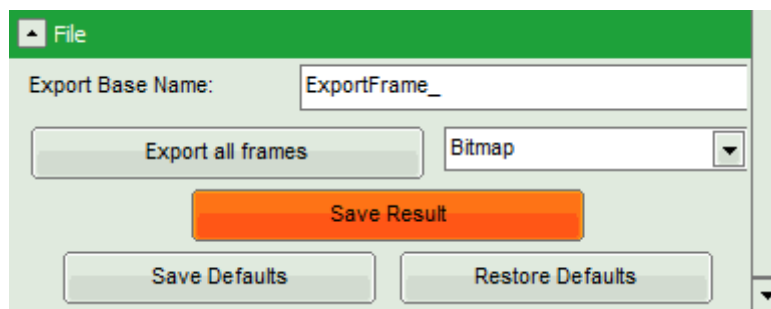 File
Export Base Name: ExportFrame_
Export all frames Bitmap
Save Result
Save Defaults Restore Defaults